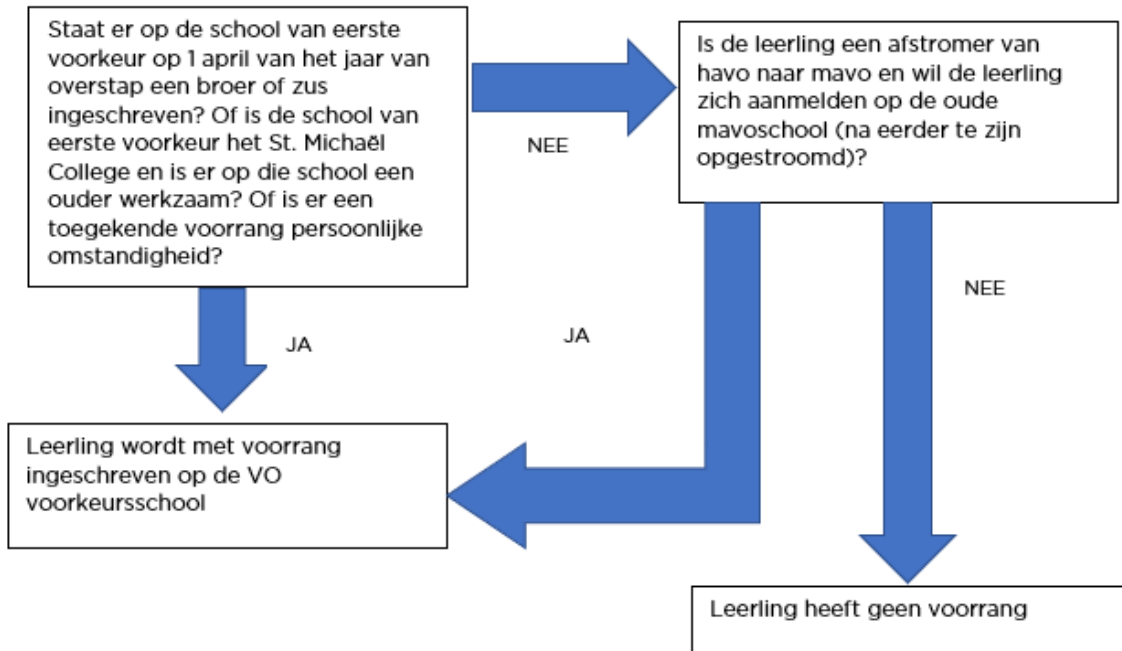 Staat er op de school van eerste
voorkeur op 1 april van het jaar van
overstap een broer of zus
ingeschreven? Of is de school van
eerste voorkeur het St. Michaël
College en is er op die school een
ouder werkzaam? Of is er een
toegekende voorrang persoonlijke
omstandigheid?
NEE
Is de leerling een afstromer van
havo naar mavo en wil de leerling
zich aanmelden op de oude
mavoschool (na eerder te zijn
opgestroomd)?
JA
JA
NEE
Leerling wordt met voorrang
ingeschreven op de VO
voorkeursschool
Leerling heeft geen voorrang